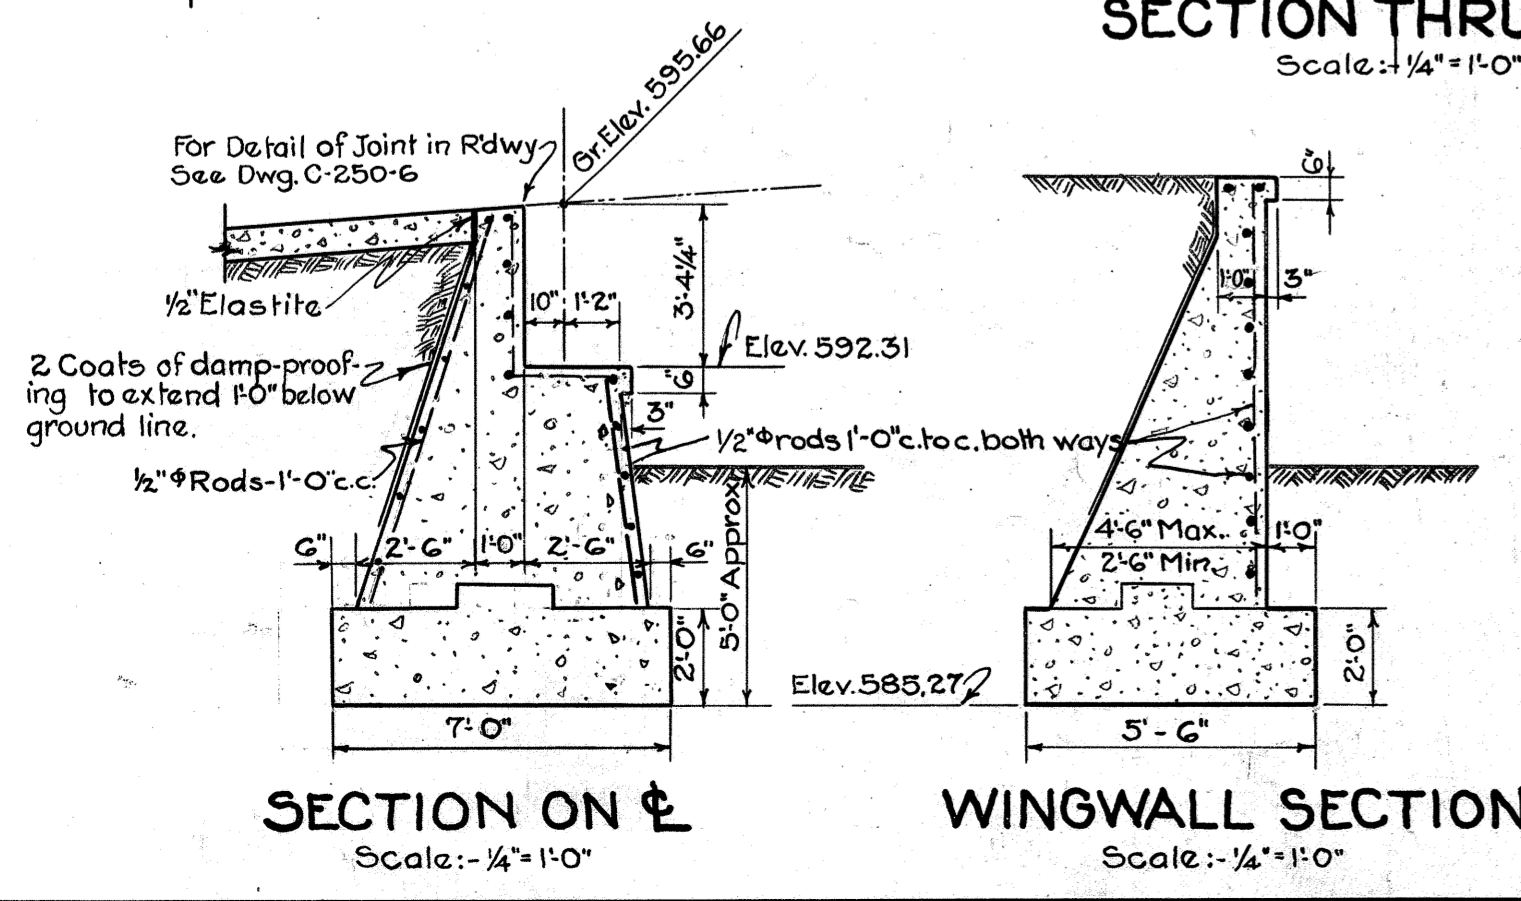 SECTION THRU
Scale:- 1/4"=1'-0"
Gr.Elev. 595.66
For Detail of Joint in R'dwy
See Dwg. C-250-6
6"
1/2" Elastite
10"
1'-2"
3'-4 1/4"
1'-0"
3"
Elev. 592.31
2 Coats of damp-proof-
ing to extend 1'-0" below
ground line.
6"
3"
1/2" Φ rods 1'-0" c. to c. both ways
1/2" Φ Rods-1'-0" c.c.
6"
2'-6"
1'-0"
2'-6"
6"
4'-6" Max.
2'-6" Min.
1'-0"
5'-0" Approx.
2'-0"
2'-0"
Elev. 585.27
7'-0"
5'-6"
SECTION ON ℄
Scale:- 1/4"=1'-0"
WINGWALL SECTION
Scale:- 1/4"=1'-0"